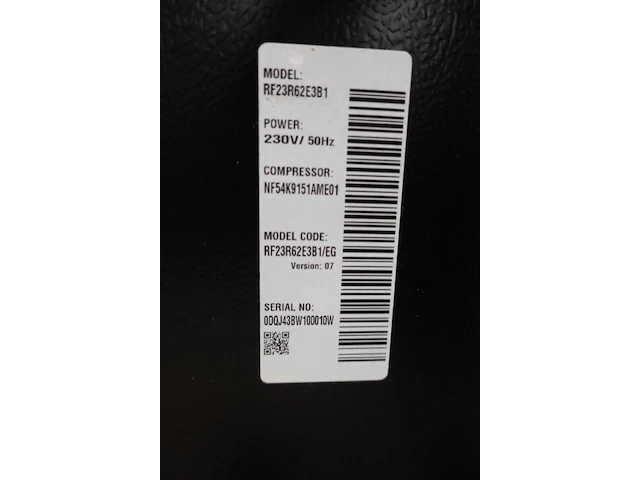 MODEL:
RF23R62E3B1
POWER:
230V/ 50Hz
COMPRESSOR:
NF54K9151AME01
MODEL CODE:
RF23R62E3B1/EG
Version: 07
SERIAL NO:
0DQJ43BW100010W